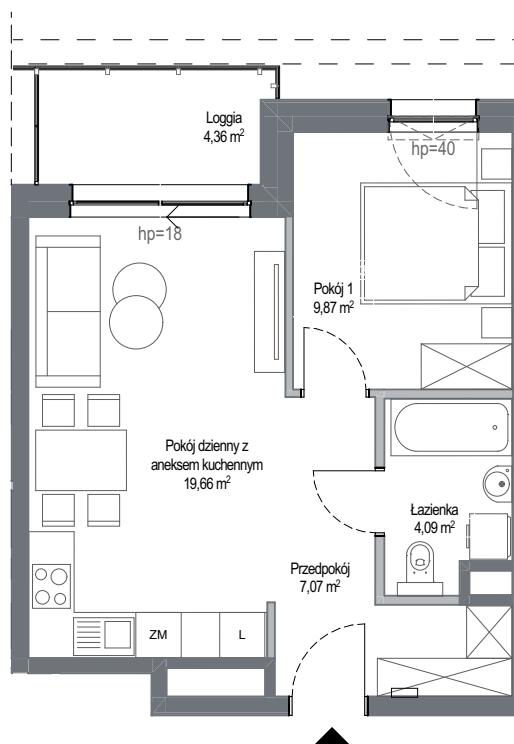 Loggia
4,36 m²
hp=40
hp=18
Pokój 1
9,87 m²
Pokój dzienny z
aneksem kuchennym
19,66 m²
Łazienka
4,09 m²
Przedpokój
7,07 m²
ZM
L